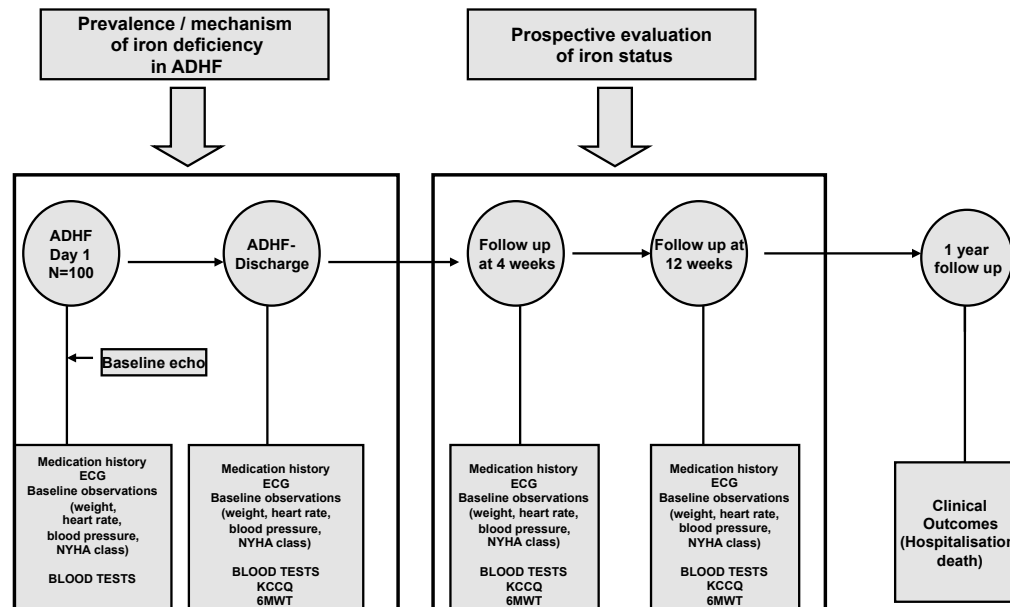 Prevalence / mechanism
of iron deficiency
in ADHF
Prospective evaluation
of iron status
ADHF
Day 1
N=100
ADHF-
Discharge
Follow up
at 4 weeks
Follow up at
12 weeks
1 year
follow up
Baseline echo
Medication history
ECG
Baseline observations
(weight,
heart rate,
blood pressure,
NYHA class)
BLOOD TESTS
Medication history
ECG
Baseline observations
(weight, heart rate,
blood pressure,
NYHA class)
BLOOD TESTS
KCCQ
6MWT
Medication history
ECG
Baseline observations
(weight, heart rate,
blood pressure,
NYHA class)
BLOOD TESTS
KCCQ
6MWT
Medication history
ECG
Baseline observations
(weight, heart rate,
blood pressure,
NYHA class)
BLOOD TESTS
KCCQ
6MWT
Clinical
Outcomes
(Hospitalisation
death)